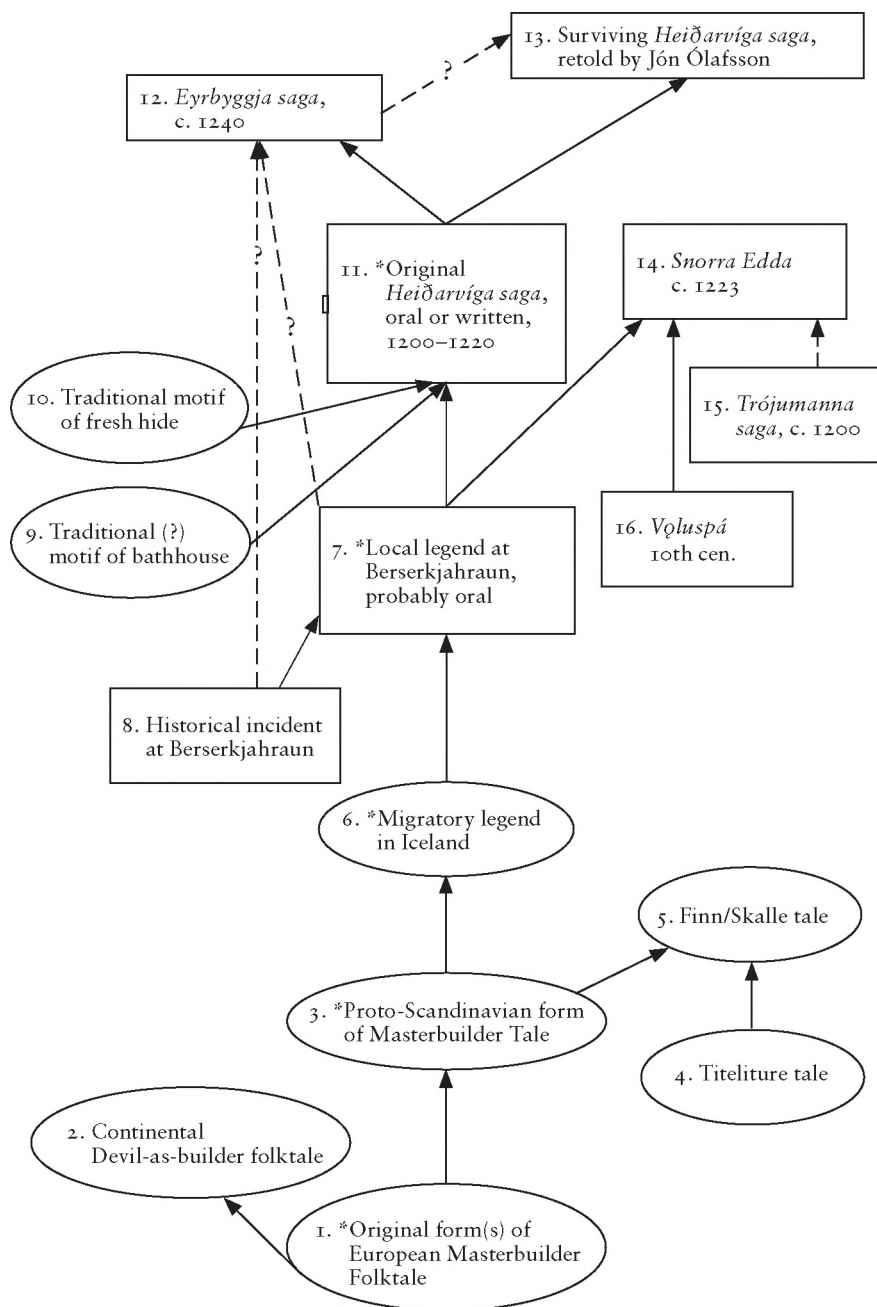 13. Surviving Heiðarvíga saga,
retold by Jón Ólafsson
?
12. Eyrbyggja saga,
c. 1240
11. *Original
Heiðarvíga saga,
oral or written,
1200–1220
14. Snorra Edda
c. 1223
?
?
10. Traditional motif
of fresh hide
15. Trójumanna
saga, c. 1200
9. Traditional (?)
motif of bathhouse
7. *Local legend at
Berserkjahraun,
probably oral
16. Vǫluspá
10th cen.
8. Historical incident
at Berserkjahraun
6. *Migratory legend
in Iceland
5. Finn/Skalle tale
3. *Proto-Scandinavian form
of Masterbuilder Tale
4. Titeliture tale
2. Continental
Devil-as-builder folktale
1. *Original form(s) of
European Masterbuilder
Folktale